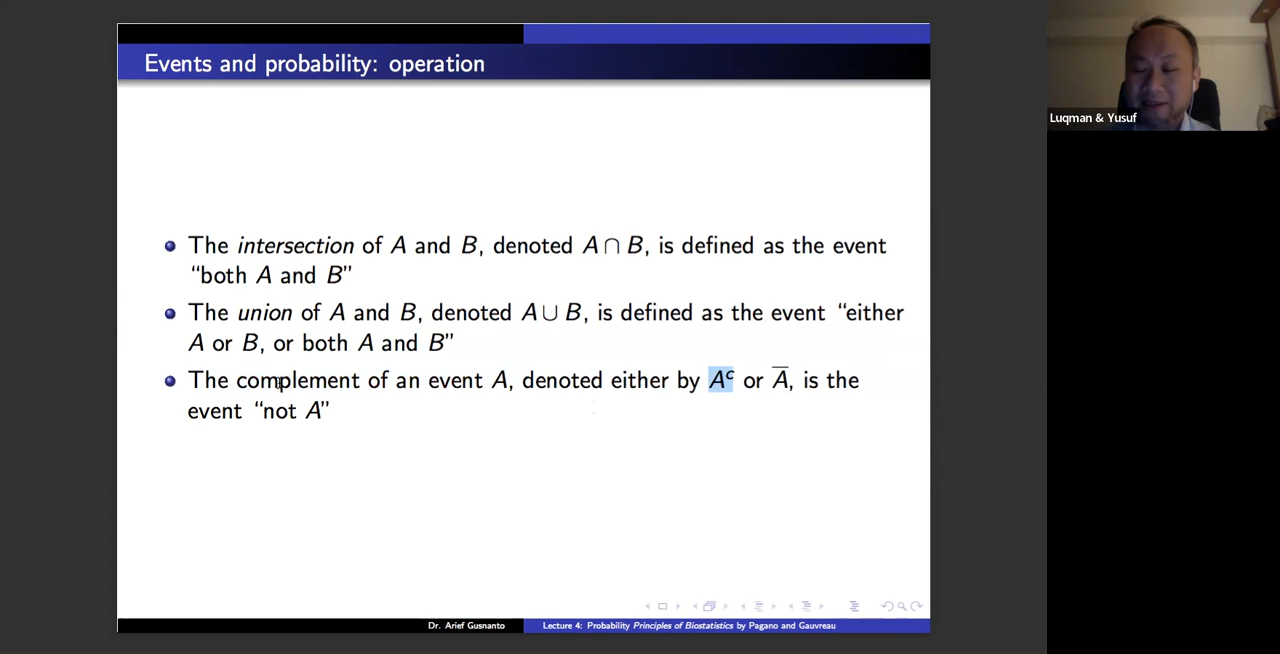 Events and probability: operation
Luqman & Yusuf
The intersection of A and B, denoted A ∩ B, is defined as the event
“both A and B”
The union of A and B, denoted A ∪ B, is defined as the event “either
A or B, or both A and B”
The complement of an event A, denoted either by Aᶜ or A̅, is the
event “not A”
Dr. Arief Gusnanto
Lecture 4: Probability Principles of Biostatistics by Pagano and Gauvreau